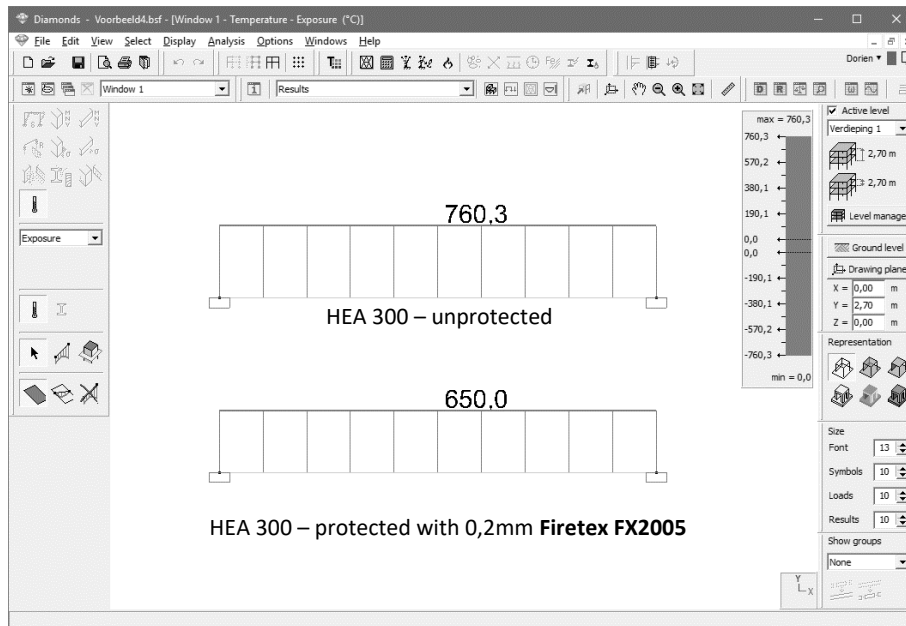 Diamonds - Voorbeeld4.bsf - [Window 1 - Temperature - Exposure (°C)]
File Edit View Select Display Analysis Options Windows Help
Dorien
Window 1
Results
Exposure
760,3
HEA 300 – unprotected
650,0
HEA 300 – protected with 0,2mm Firetex FX2005
max = 760,3
760,3
570,2
380,1
190,1
0,0
0,0
-190,1
-380,1
-570,2
-760,3
min = 0,0
Active level
Verdieping 1
2,70 m
2,70 m
Level manage
Ground level
Drawing plane
X = 0,00 m
Y = 2,70 m
Z = 0,00 m
Representation
Size
Font 13
Symbols 10
Loads 10
Results 10
Show groups
None
Y
X